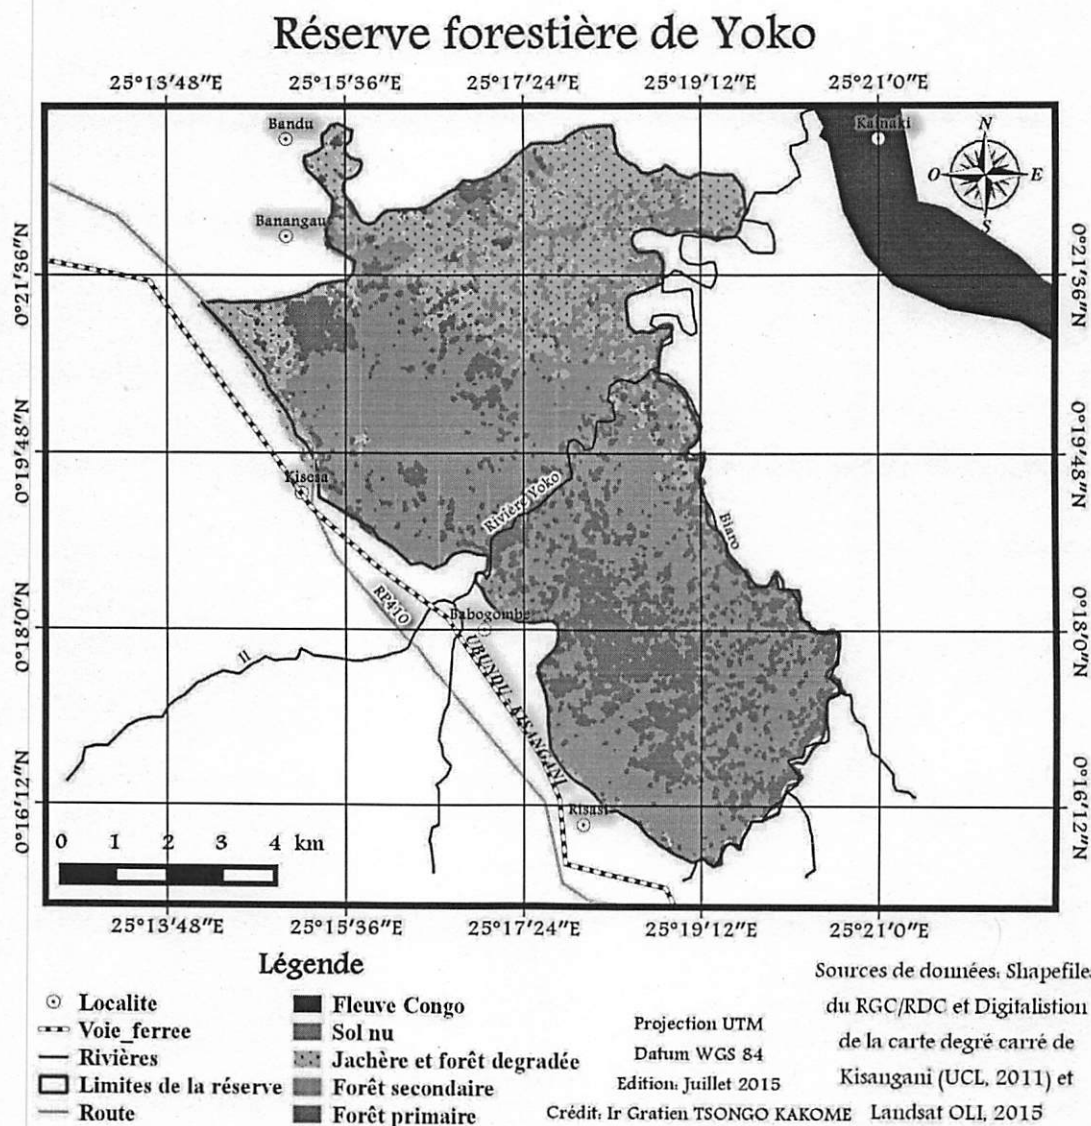 Réserve forestière de Yoko
25°13'48"E 25°15'36"E 25°17'24"E 25°19'12"E 25°21'0"E
Bandu
Kainaki
N
O E
S
Banangau
0°21'36"N 0°21'36"N
0°19'48"N 0°19'48"N
Kisesa
Rivière Yoko
Biaro
RP410
Babogombe
0°18'0"N 0°18'0"N
II
UBUNDU - KISANGANI
0°16'12"N 0°16'12"N
Kisasi
0 1 2 3 4 km
25°13'48"E 25°15'36"E 25°17'24"E 25°19'12"E 25°21'0"E
Légende
Localite
Voie_ferree
Rivières
Limites de la réserve
Route
Fleuve Congo
Sol nu
Jachère et forêt degradée
Forêt secondaire
Forêt primaire
Projection UTM
Datum WGS 84
Edition: Juillet 2015
Crédit: Ir Gratien TSONGO KAKOME
Sources de données: Shapefile
du RGC/RDC et Digitalistion
de la carte degré carré de
Kisangani (UCL, 2011) et
Landsat OLI, 2015